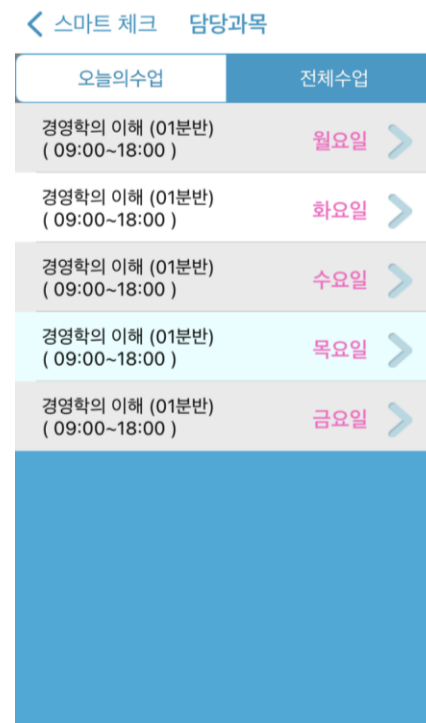 스마트 체크 담당과목
오늘의수업 전체수업
경영학의 이해 (01분반)
( 09:00~18:00 ) 월요일
경영학의 이해 (01분반)
( 09:00~18:00 ) 화요일
경영학의 이해 (01분반)
( 09:00~18:00 ) 수요일
경영학의 이해 (01분반)
( 09:00~18:00 ) 목요일
경영학의 이해 (01분반)
( 09:00~18:00 ) 금요일